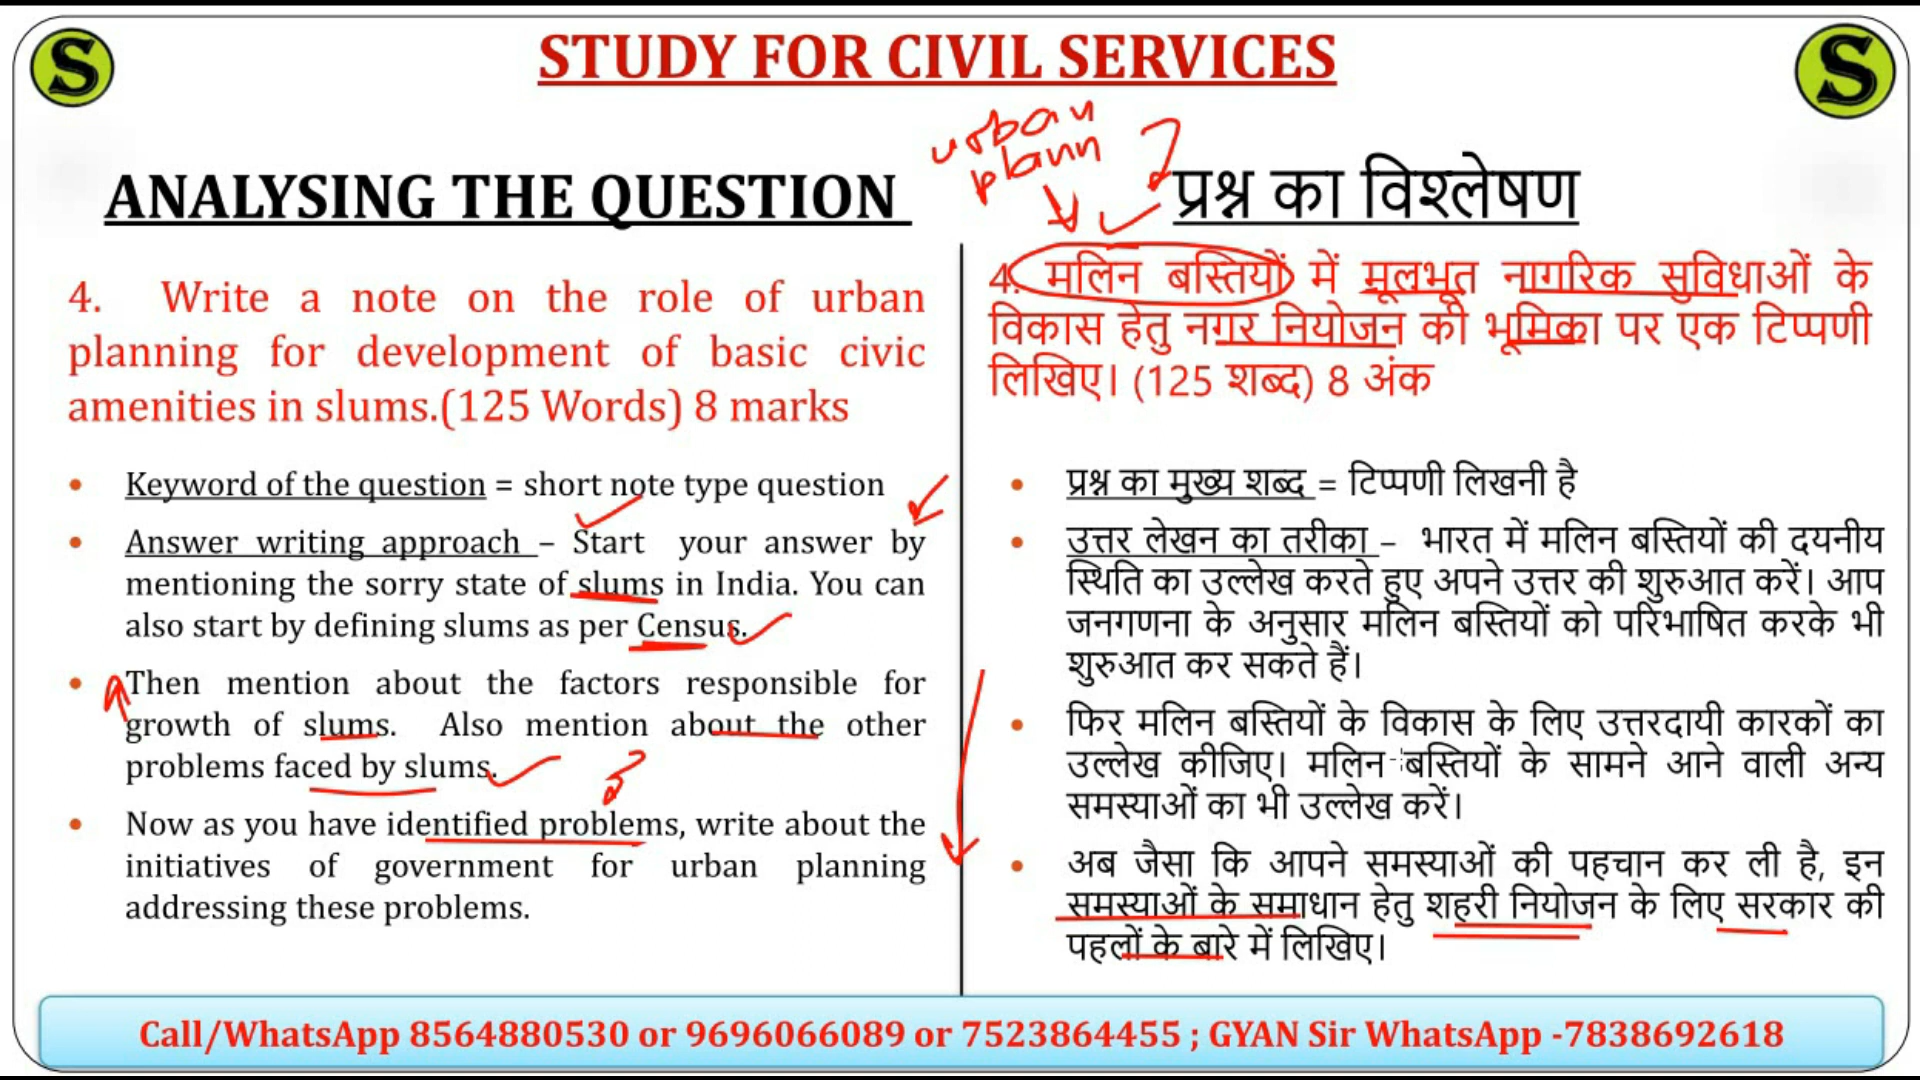 S
STUDY FOR CIVIL SERVICES
S
urban
plann
ANALYSING THE QUESTION
4. Write a note on the role of urban
planning for development of basic civic
amenities in slums.(125 Words) 8 marks
• Keyword of the question = short note type question
• Answer writing approach – Start your answer by
mentioning the sorry state of slums in India. You can
also start by defining slums as per Census.
• Then mention about the factors responsible for
growth of slums. Also mention about the other
problems faced by slums.
• Now as you have identified problems, write about the
initiatives of government for urban planning
addressing these problems.
प्रश्न का विश्लेषण
4. मलिन बस्तियों में मूलभूत नागरिक सुविधाओं के
विकास हेतु नगर नियोजन की भूमिका पर एक टिप्पणी
लिखिए। (125 शब्द) 8 अंक
• प्रश्न का मुख्य शब्द = टिप्पणी लिखनी है
• उत्तर लेखन का तरीका – भारत में मलिन बस्तियों की दयनीय
स्थिति का उल्लेख करते हुए अपने उत्तर की शुरुआत करें। आप
जनगणना के अनुसार मलिन बस्तियों को परिभाषित करके भी
शुरुआत कर सकते हैं।
• फिर मलिन बस्तियों के विकास के लिए उत्तरदायी कारकों का
उल्लेख कीजिए। मलिन बस्तियों के सामने आने वाली अन्य
समस्याओं का भी उल्लेख करें।
• अब जैसा कि आपने समस्याओं की पहचान कर ली है, इन
समस्याओं के समाधान हेतु शहरी नियोजन के लिए सरकार की
पहलों के बारे में लिखिए।
Call/WhatsApp 8564880530 or 9696066089 or 7523864455 ; GYAN Sir WhatsApp -7838692618